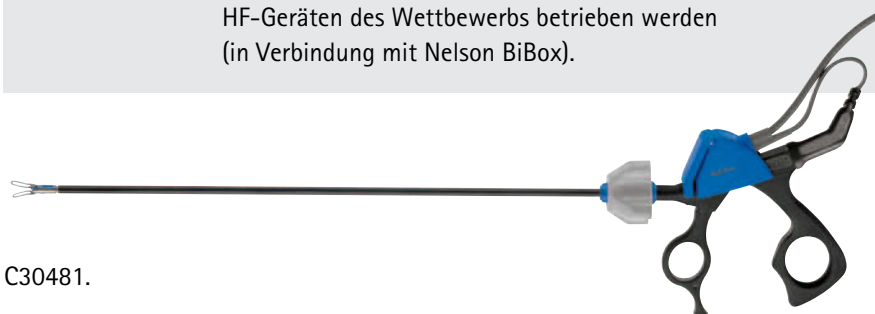 HF-Geräten des Wettbewerbs betrieben werden
(in Verbindung mit Nelson BiBox).
C30481.